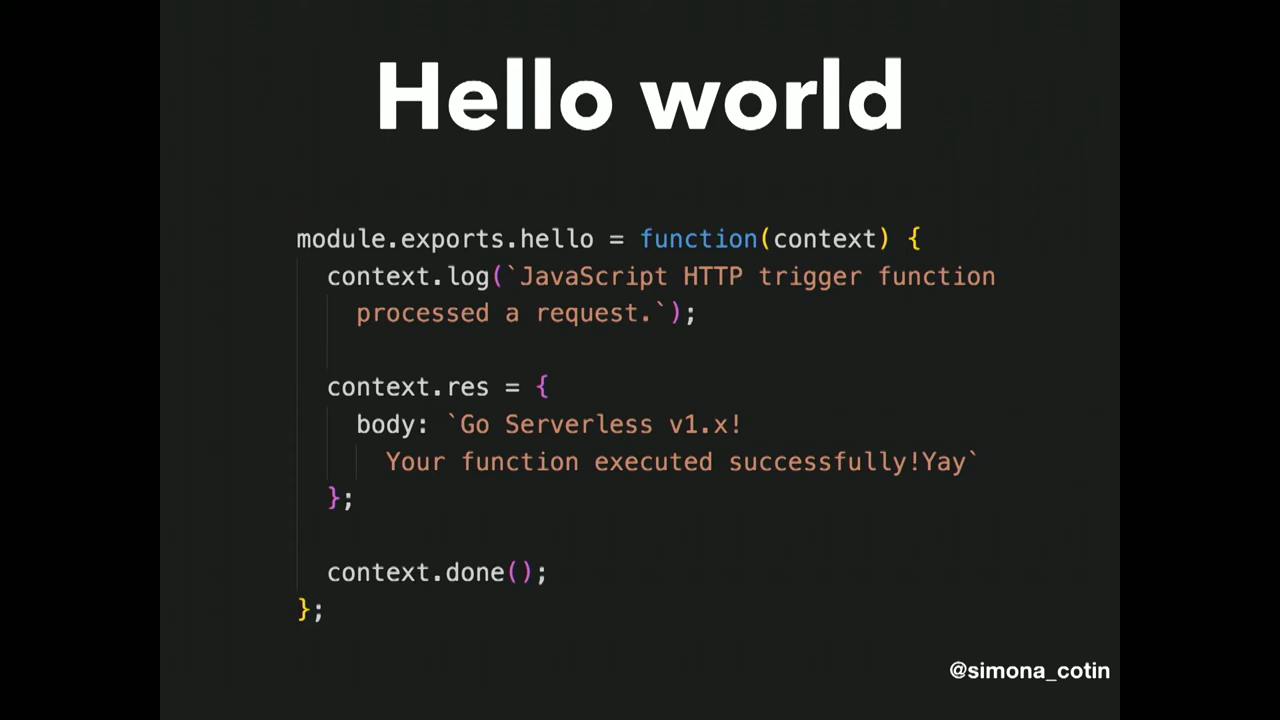 Hello world
module.exports.hello = function(context) {
context.log(`JavaScript HTTP trigger function
processed a request.`);
context.res = {
body: `Go Serverless v1.x!
Your function executed successfully!Yay`
};
context.done();
};
@simona_cotin